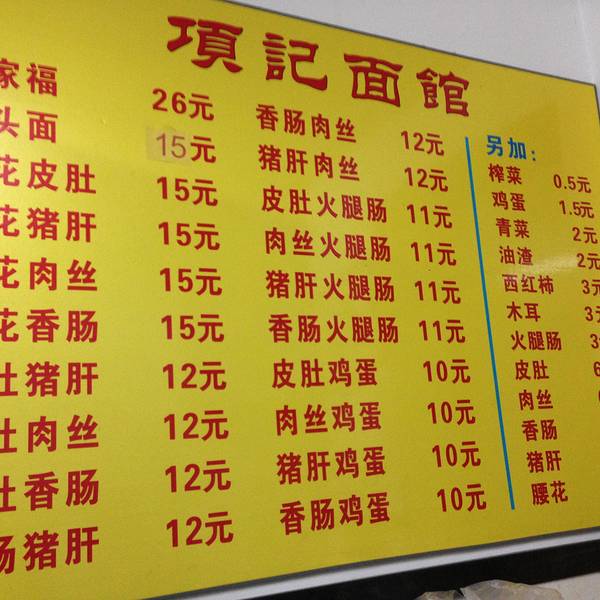 項記面館
家福 26元
头面 15元
花皮肚 15元
花猪肝 15元
花肉丝 15元
花香肠 15元
肚猪肝 12元
肚肉丝 12元
肚香肠 12元
肠猪肝 12元
香肠肉丝 12元
猪肝肉丝 12元
皮肚火腿肠 11元
肉丝火腿肠 11元
猪肝火腿肠 11元
香肠火腿肠 11元
皮肚鸡蛋 10元
肉丝鸡蛋 10元
猪肝鸡蛋 10元
香肠鸡蛋 10元
另加：
榨菜 0.5元
鸡蛋 1.5元
青菜 2元
油渣 2元
西红柿 3元
木耳 3
火腿肠 3
皮肚 6
肉丝
香肠
猪肝
腰花